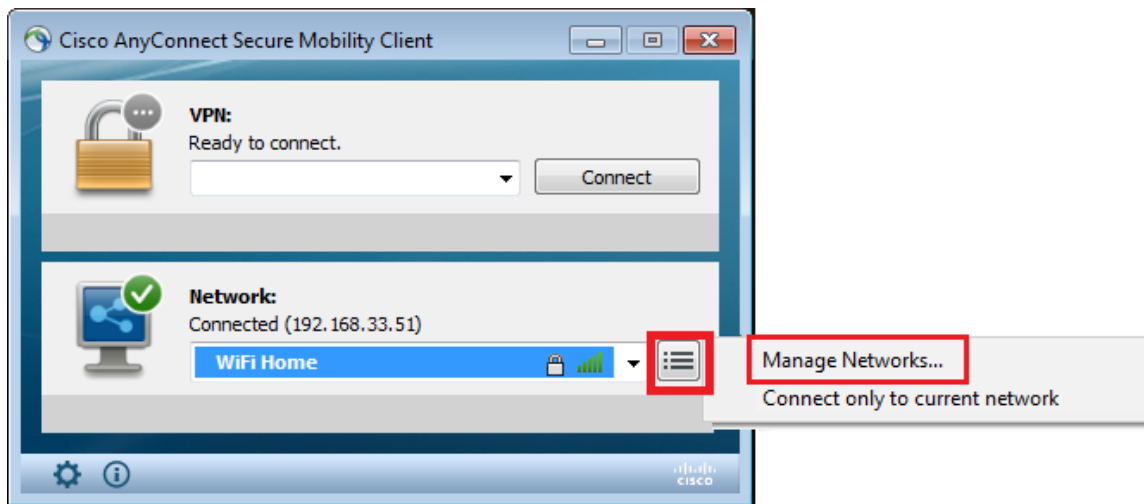 Cisco AnyConnect Secure Mobility Client
VPN:
Ready to connect.
Connect
Network:
Connected (192.168.33.51)
WiFi Home
Manage Networks...
Connect only to current network
CISCO